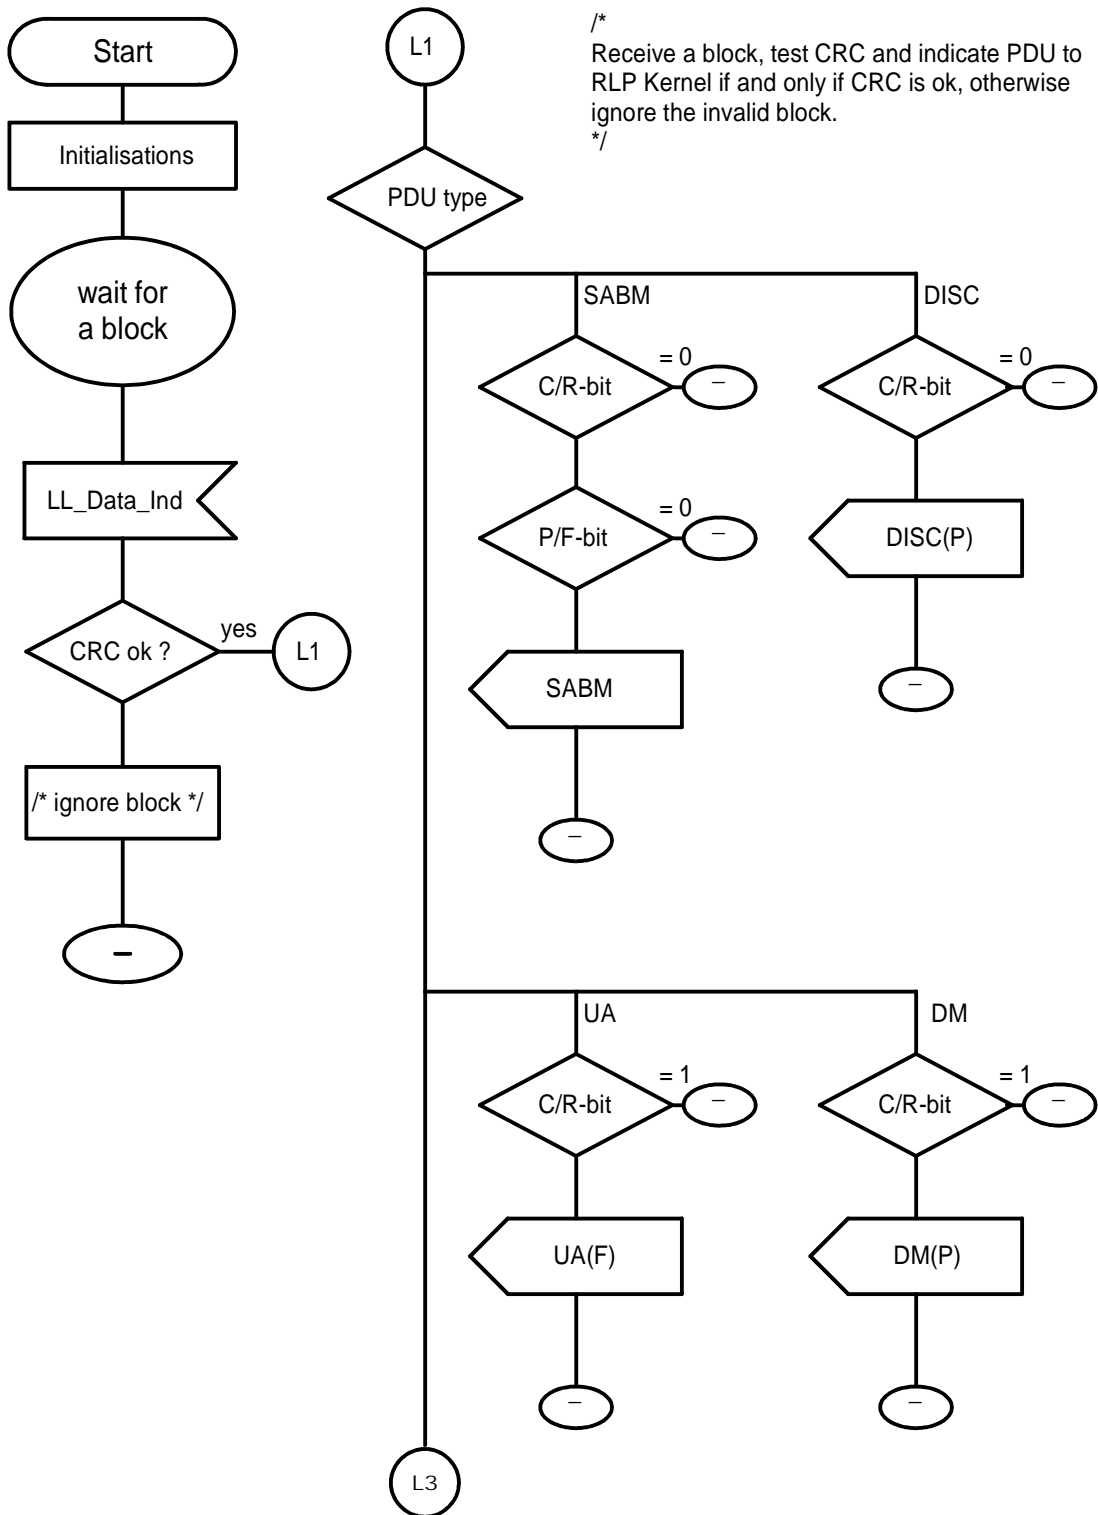 Start
Initialisations
wait for
a block
LL_Data_Ind
CRC ok ?
yes
L1
/* ignore block */
–
L1
/*
Receive a block, test CRC and indicate PDU to
RLP Kernel if and only if CRC is ok, otherwise
ignore the invalid block.
*/
PDU type
SABM
C/R-bit
= 0
–
P/F-bit
= 0
–
SABM
–
DISC
C/R-bit
= 0
–
DISC(P)
–
UA
C/R-bit
= 1
–
UA(F)
–
DM
C/R-bit
= 1
–
DM(P)
–
L3